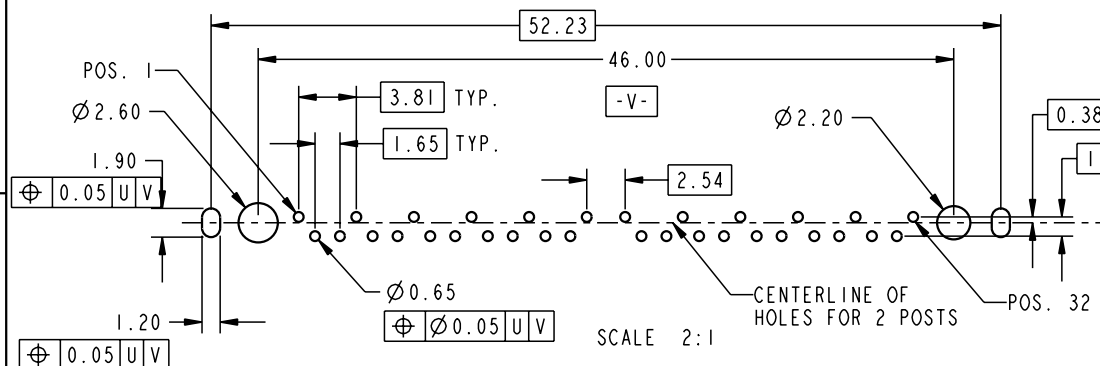 52.23
46.00
POS. 1
3.81 TYP.
-V-
Ø2.60
Ø2.20
0.38
1.65 TYP.
1.90
1
⌖ 0.05 U V
2.54
Ø0.65
CENTERLINE OF
HOLES FOR 2 POSTS
POS. 32
1.20
⌖ Ø0.05 U V
SCALE 2:1
⌖ 0.05 U V